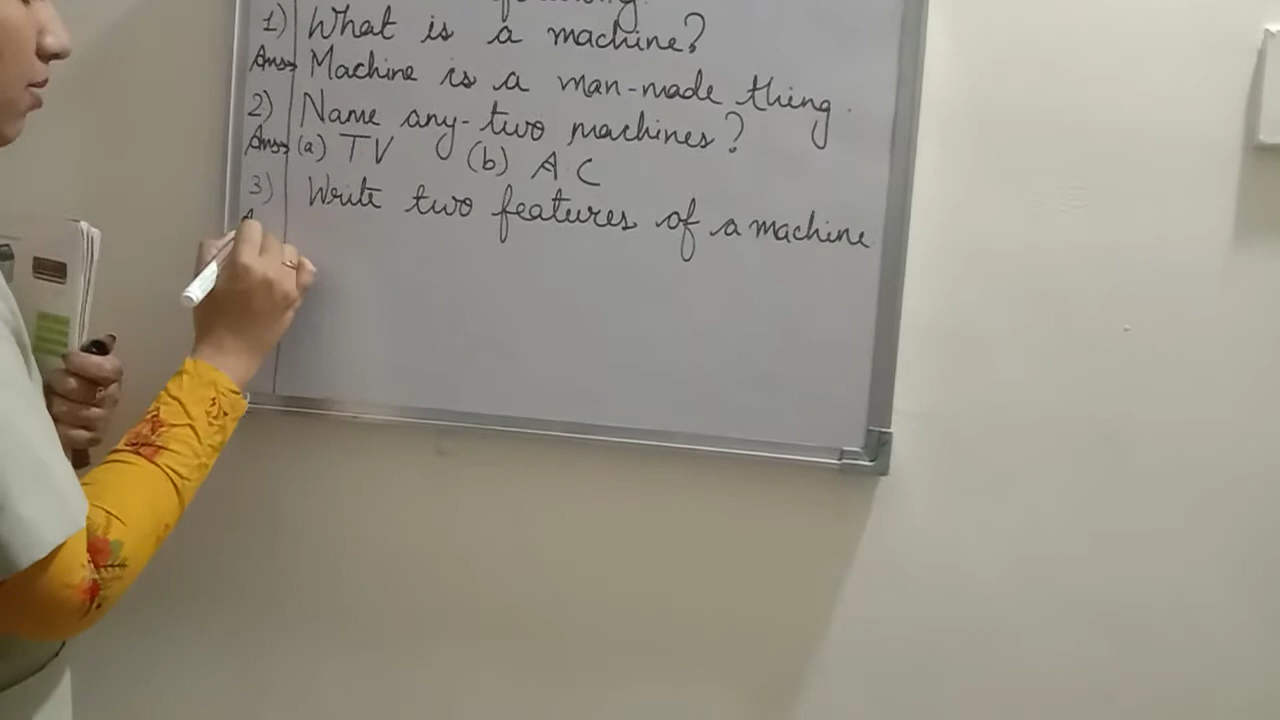 1) What is a machine?
Ans Machine is a man-made thing.
2) Name any-two machines?
Ans (a) TV (b) A.C
3) Write two features of a machine
A